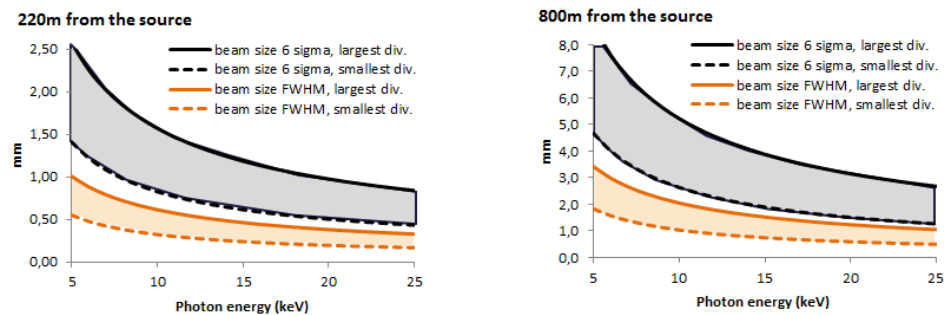 220m from the source
2,50
2,00
1,50
1,00
0,50
0,00
mm
5
10
15
20
25
Photon energy (keV)
beam size 6 sigma, largest div.
beam size 6 sigma, smallest div.
beam size FWHM, largest div.
beam size FWHM, smallest div.
800m from the source
8,0
7,0
6,0
5,0
4,0
3,0
2,0
1,0
0,0
mm
5
10
15
20
25
Photon energy (keV)
beam size 6 sigma, largest div.
beam size 6 sigma, smallest div.
beam size FWHM, largest div.
beam size FWHM, smallest div.